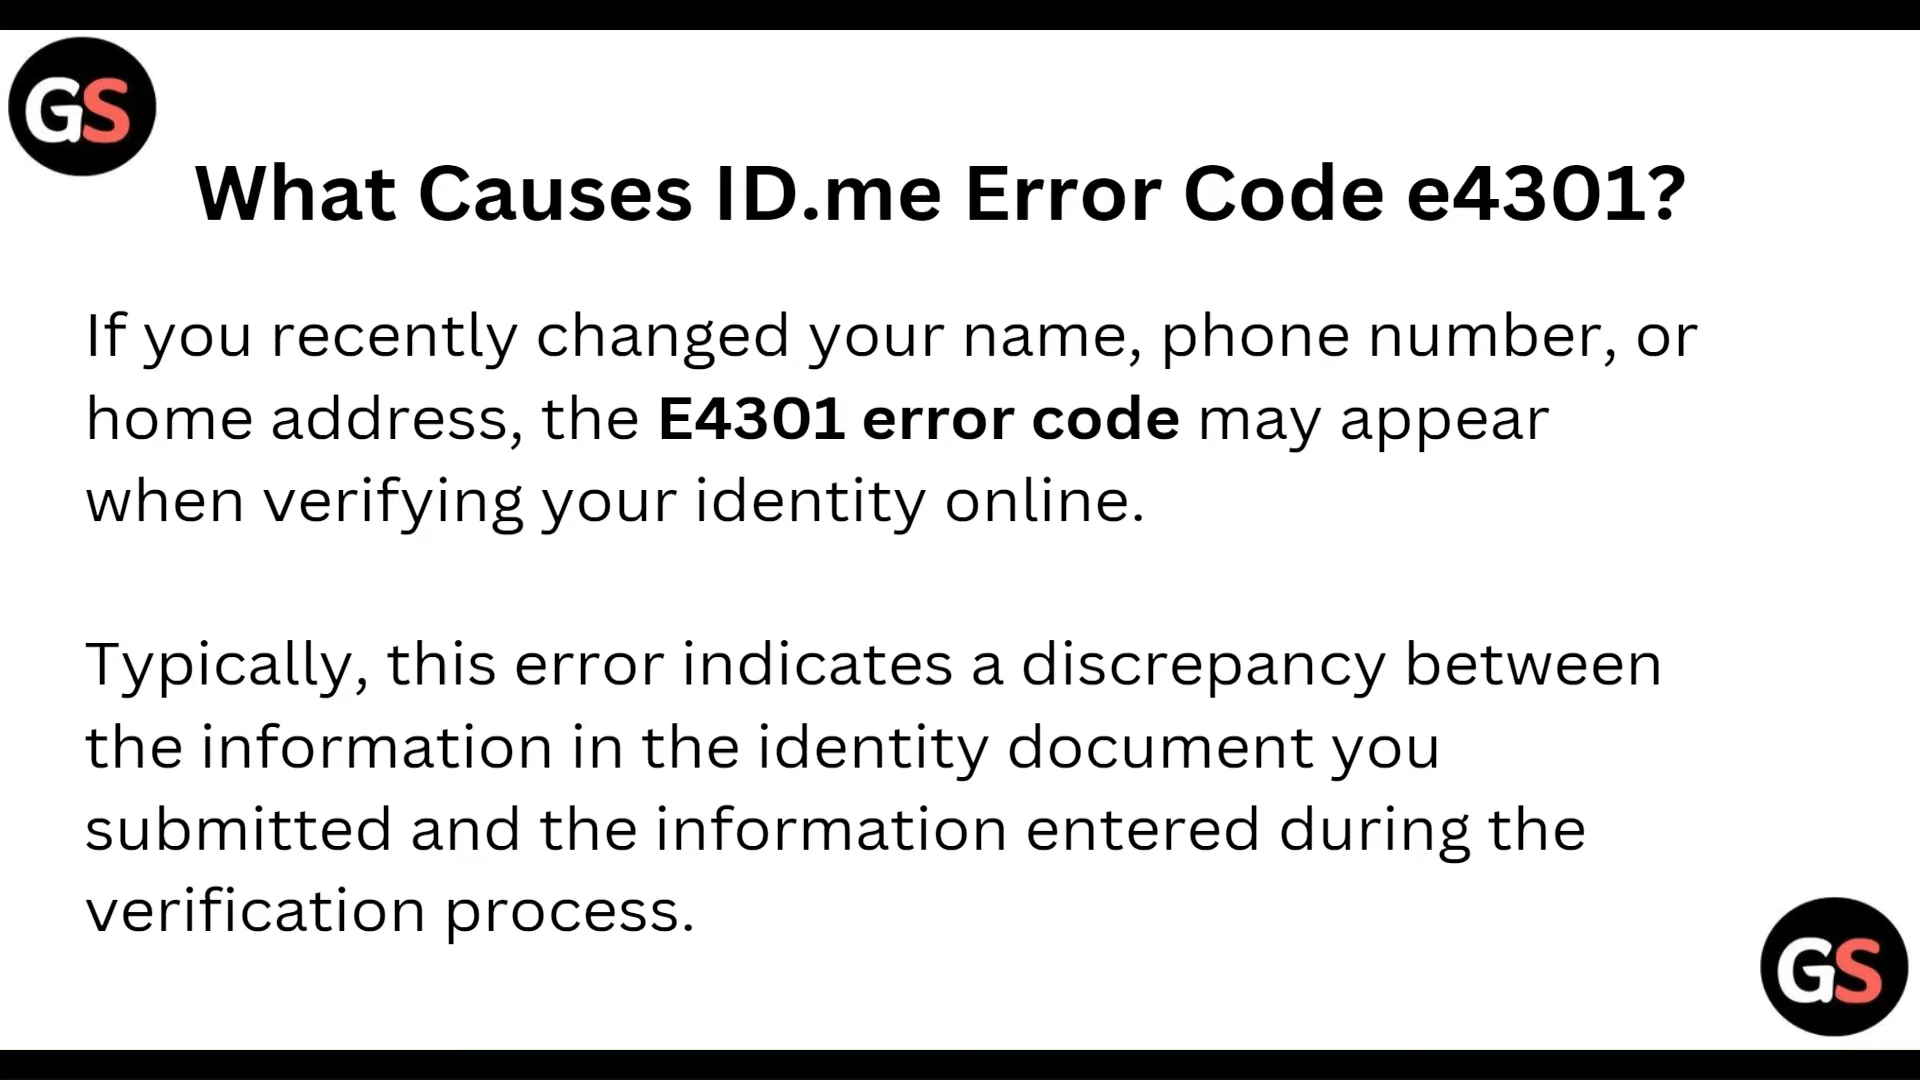 GS
What Causes ID.me Error Code e4301?
If you recently changed your name, phone number, or
home address, the E4301 error code may appear
when verifying your identity online.
Typically, this error indicates a discrepancy between
the information in the identity document you
submitted and the information entered during the
verification process.
GS